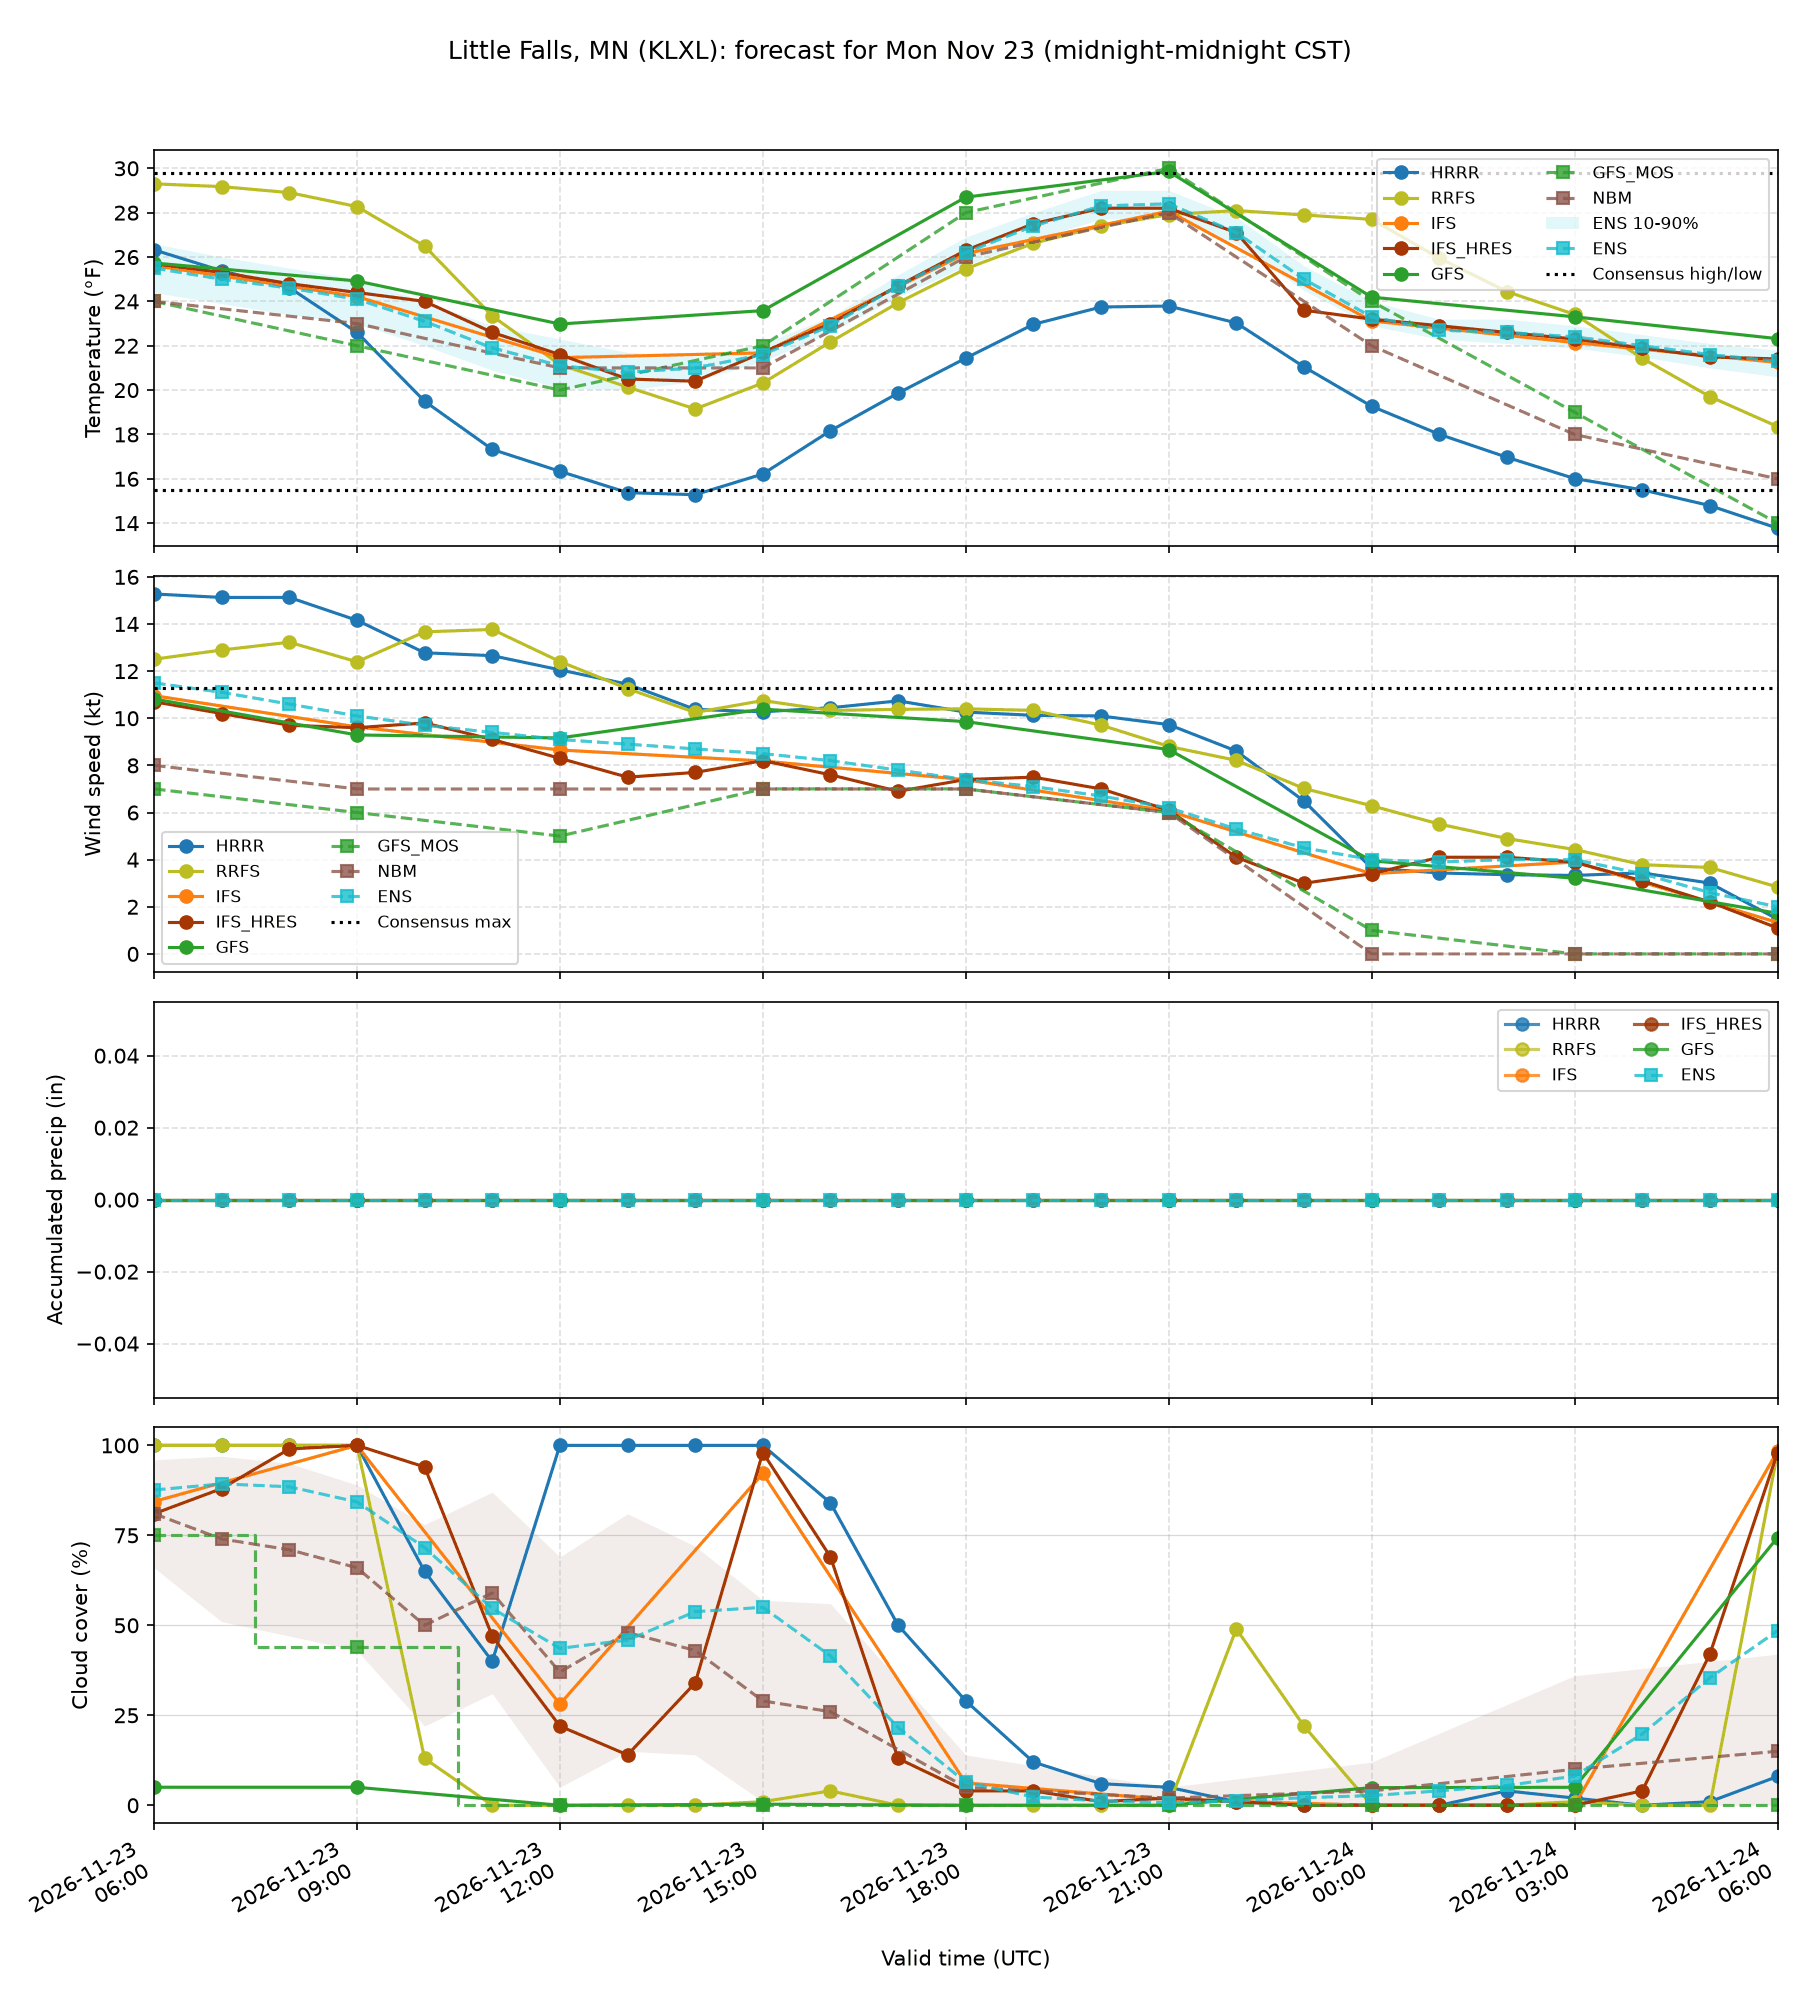 Little Falls, MN (KLXL): forecast for Mon Nov 23 (midnight-midnight CST)
Temperature (°F)
30
28
26
24
22
20
18
16
14
HRRR
RRFS
IFS
IFS_HRES
GFS
GFS_MOS
NBM
ENS 10-90%
ENS
Consensus high/low
Wind speed (kt)
16
14
12
10
8
6
4
2
0
HRRR
RRFS
IFS
IFS_HRES
GFS
GFS_MOS
NBM
ENS
Consensus max
Accumulated precip (in)
0.04
0.02
0.00
−0.02
−0.04
HRRR
RRFS
IFS
IFS_HRES
GFS
ENS
Cloud cover (%)
100
75
50
25
0
2026-11-23
06:00
2026-11-23
09:00
2026-11-23
12:00
2026-11-23
15:00
2026-11-23
18:00
2026-11-23
21:00
2026-11-24
00:00
2026-11-24
03:00
2026-11-24
06:00
Valid time (UTC)